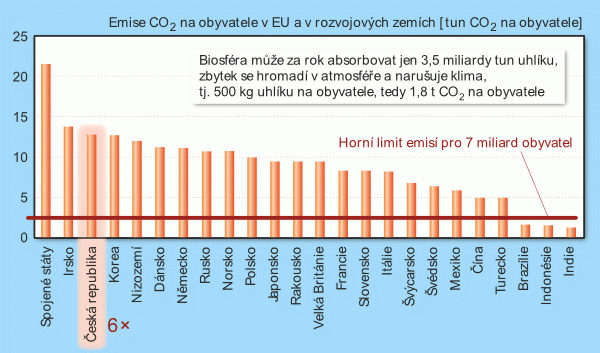 Emise CO2 na obyvatele v EU a v rozvojových zemích [tun CO2 na obyvatele]
25
20
15
10
5
0
Biosféra může za rok absorbovat jen 3,5 miliardy tun uhlíku,
zbytek se hromadí v atmosféře a narušuje klima,
tj. 500 kg uhlíku na obyvatele, tedy 1,8 t CO2 na obyvatele
Horní limit emisí pro 7 miliard obyvatel
Spojené státy
Irsko
Česká republika
Korea
Nizozemí
Dánsko
Německo
Rusko
Norsko
Polsko
Japonsko
Rakousko
Velká Británie
Francie
Slovensko
Itálie
Švýcarsko
Švédsko
Mexiko
Čína
Turecko
Brazílie
Indonésie
Indie
6×